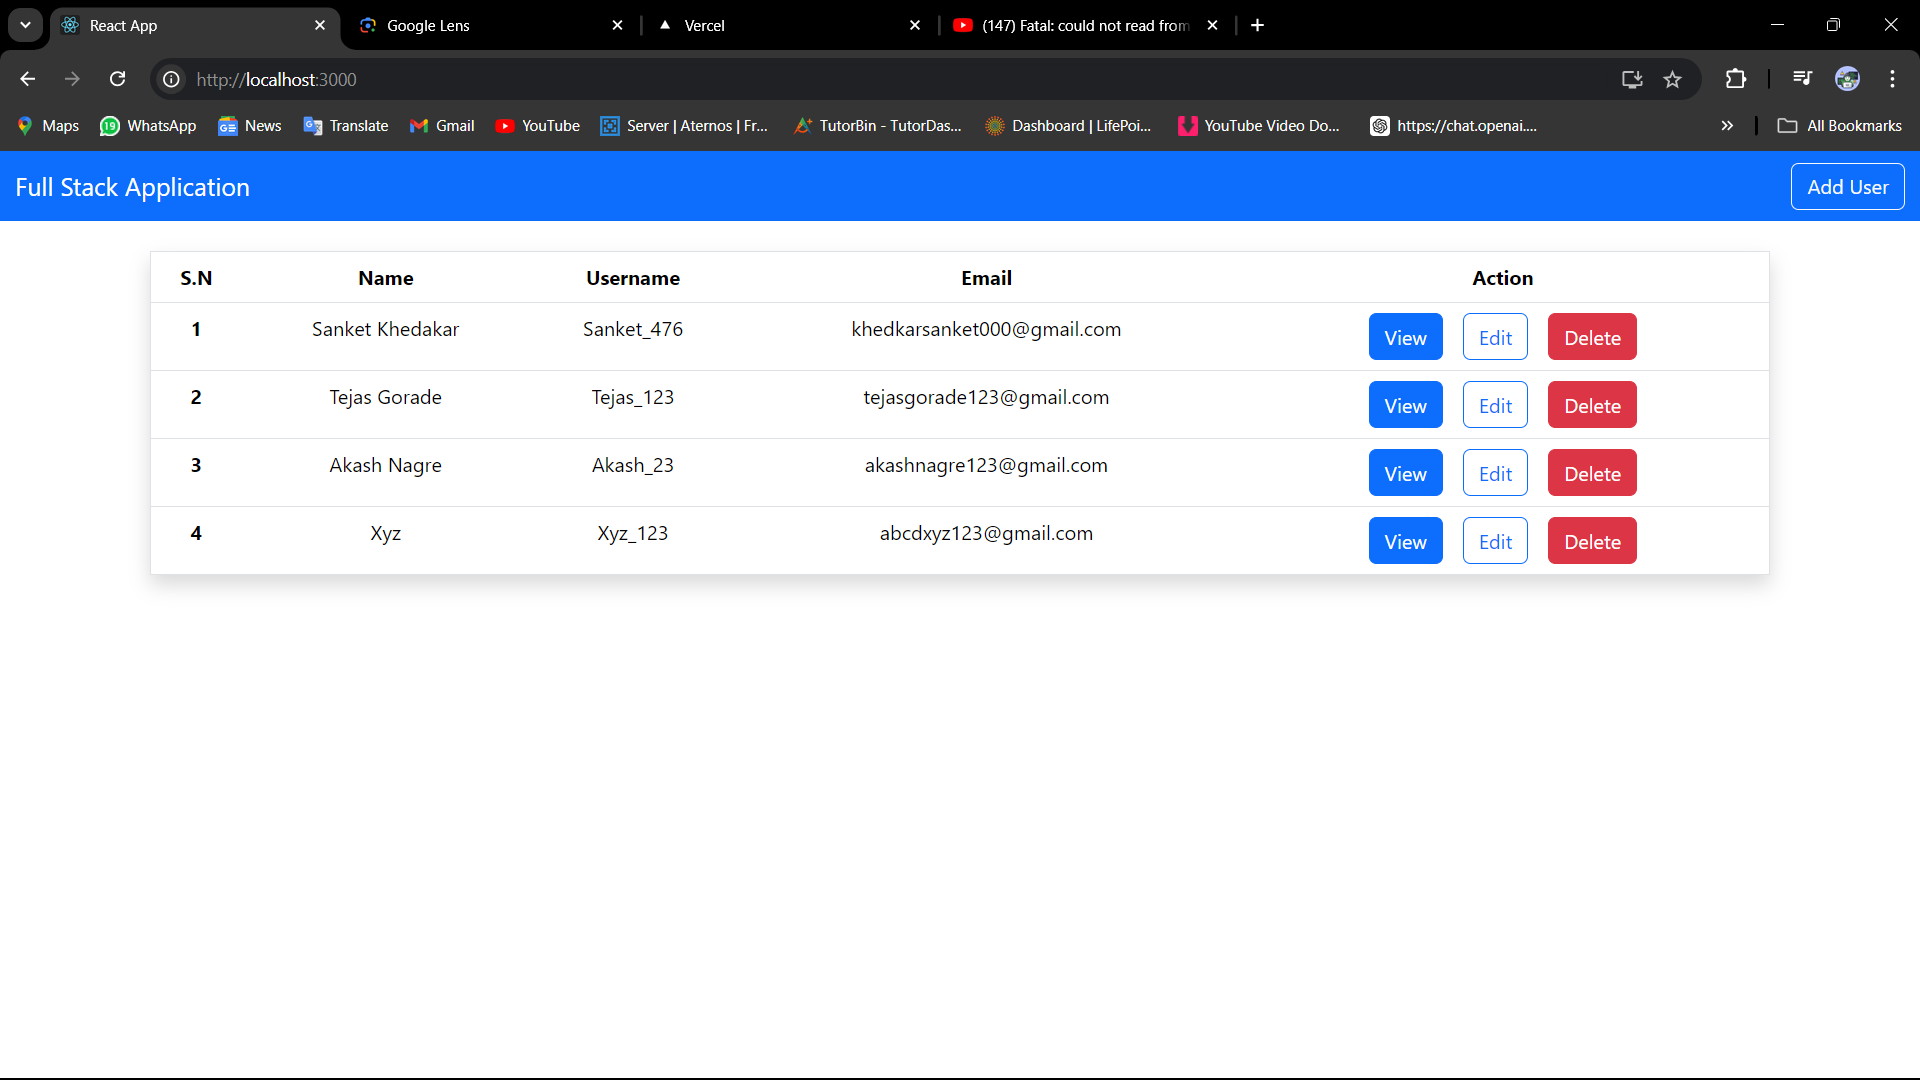 React App
Google Lens
Vercel
(147) Fatal: could not read from
http://localhost:3000
Maps
19
WhatsApp
News
Translate
Gmail
YouTube
Server | Aternos | Fr...
TutorBin - TutorDas...
Dashboard | LifePoi...
YouTube Video Do...
https://chat.openai....
All Bookmarks
Full Stack Application
Add User
S.N Name Username Email Action
1 Sanket Khedakar Sanket_476 khedkarsanket000@gmail.com View Edit Delete
2 Tejas Gorade Tejas_123 tejasgorade123@gmail.com View Edit Delete
3 Akash Nagre Akash_23 akashnagre123@gmail.com View Edit Delete
4 Xyz Xyz_123 abcdxyz123@gmail.com View Edit Delete